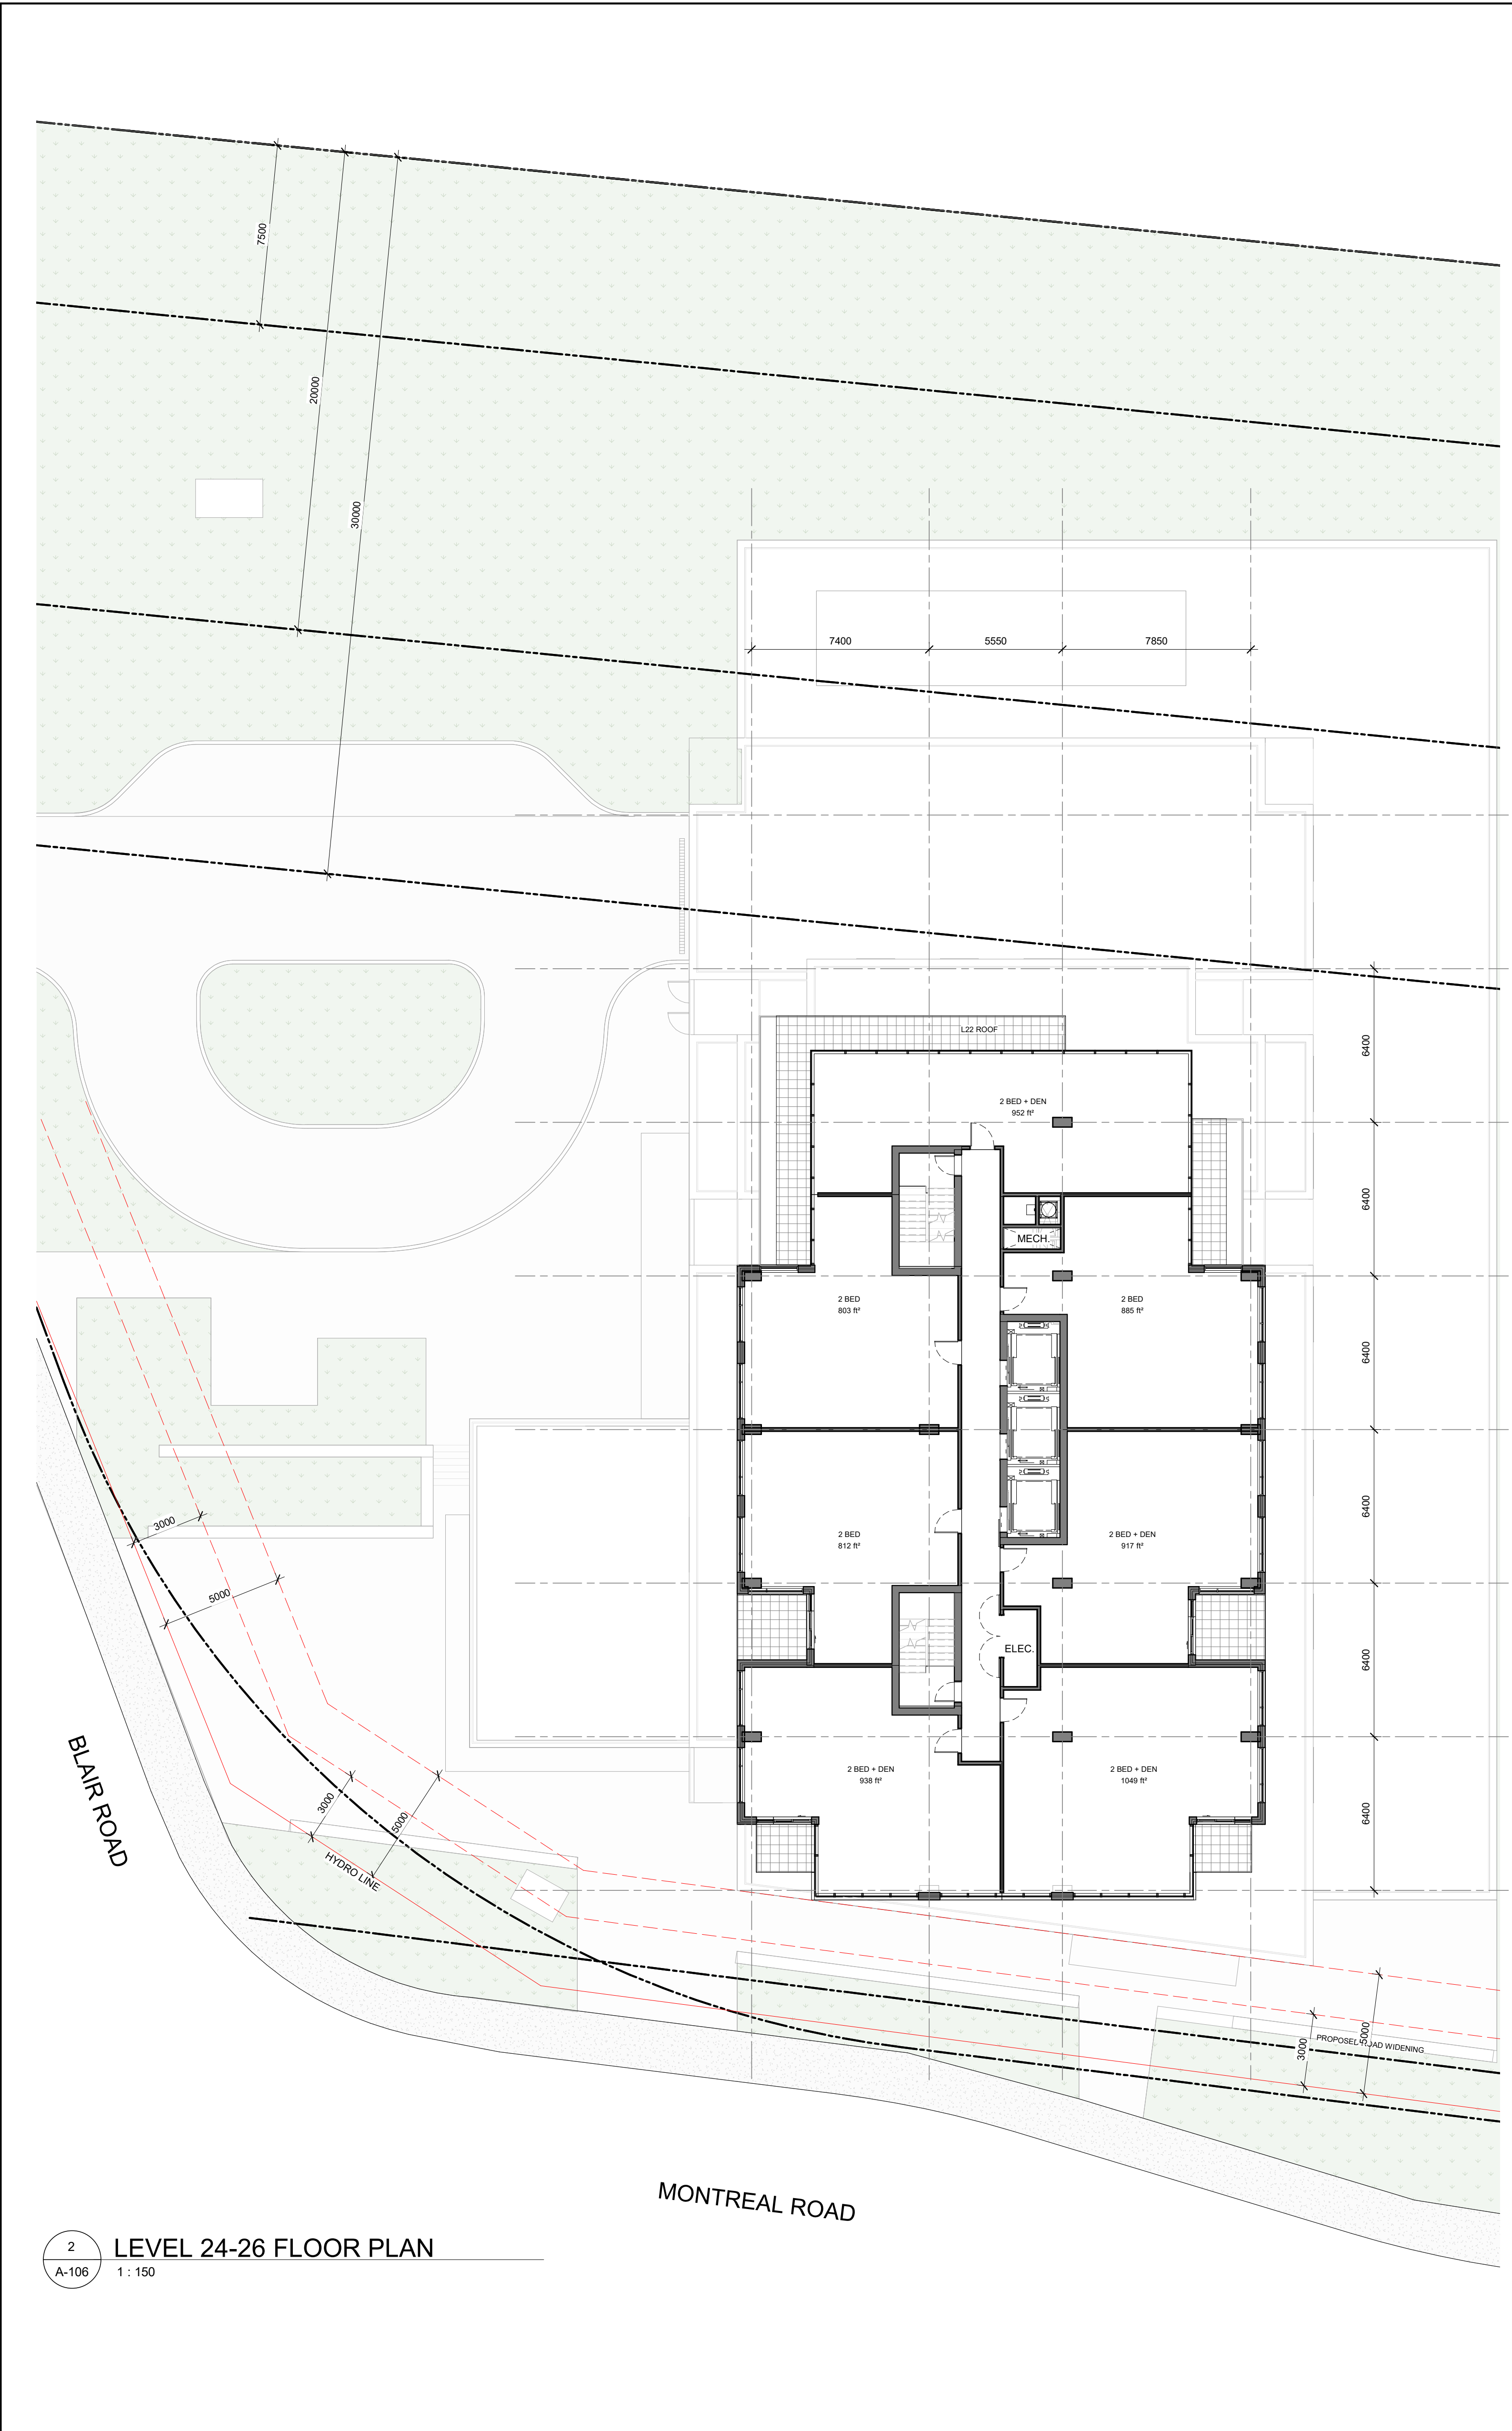 7500
20000
30000
7400
5550
7850
L22 ROOF
6400
2 BED + DEN
952 ft²
6400
MECH.
2 BED
803 ft²
2 BED
885 ft²
6400
2 BED
812 ft²
2 BED + DEN
917 ft²
6400
3000
5000
ELEC.
6400
2 BED + DEN
938 ft²
2 BED + DEN
1049 ft²
6400
BLAIR ROAD
3000
5000
HYDRO LINE
3000
5000
PROPOSED ROAD WIDENING
MONTREAL ROAD
2
A-106
LEVEL 24-26 FLOOR PLAN
1 : 150